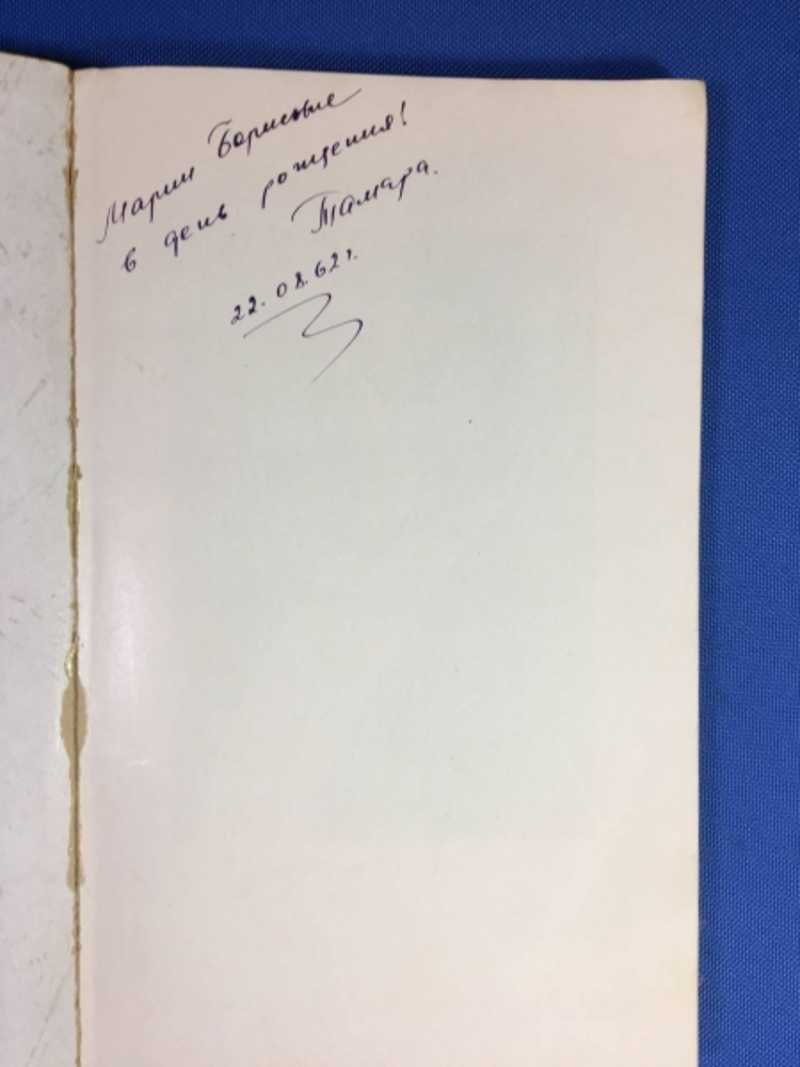 Марии Борисовне
в день рождения!
Тамара.
22.08.62г.